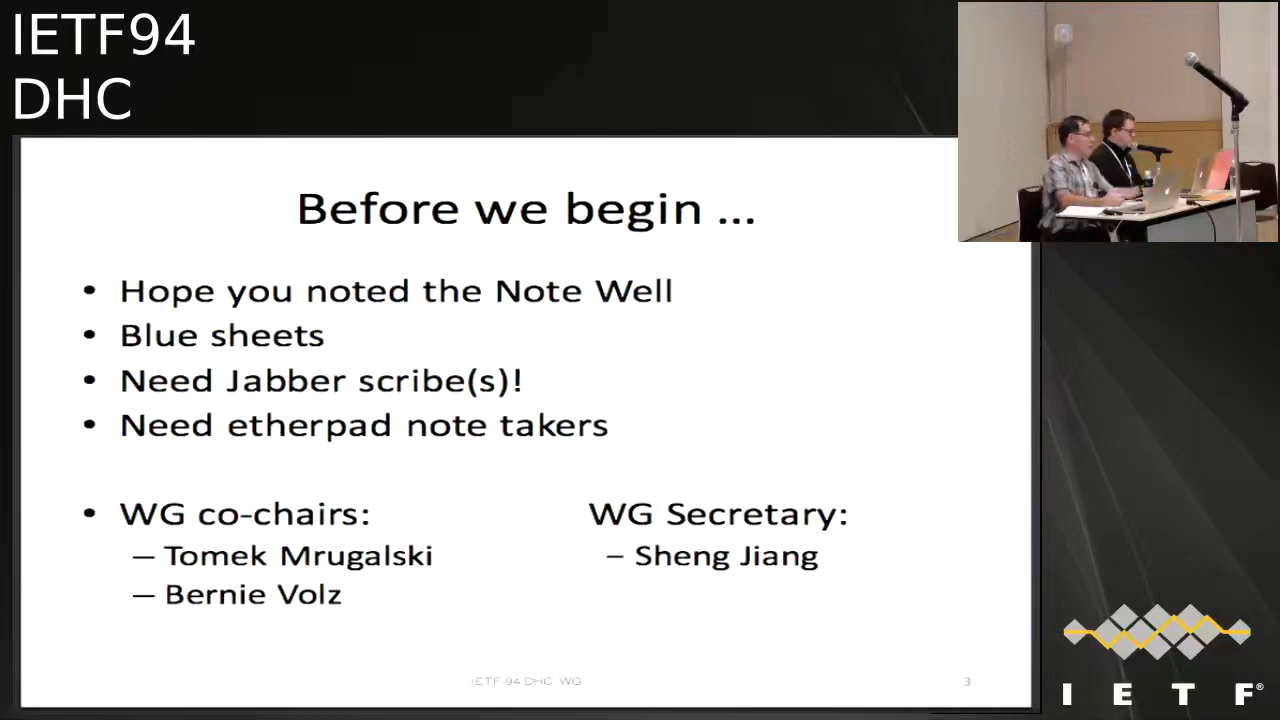 IETF94
DHC
Before we begin ...
• Hope you noted the Note Well
• Blue sheets
• Need Jabber scribe(s)!
• Need etherpad note takers
• WG co-chairs:
– Tomek Mrugalski
– Bernie Volz
WG Secretary:
– Sheng Jiang
IETF-94 DHC WG
3
I E T F®